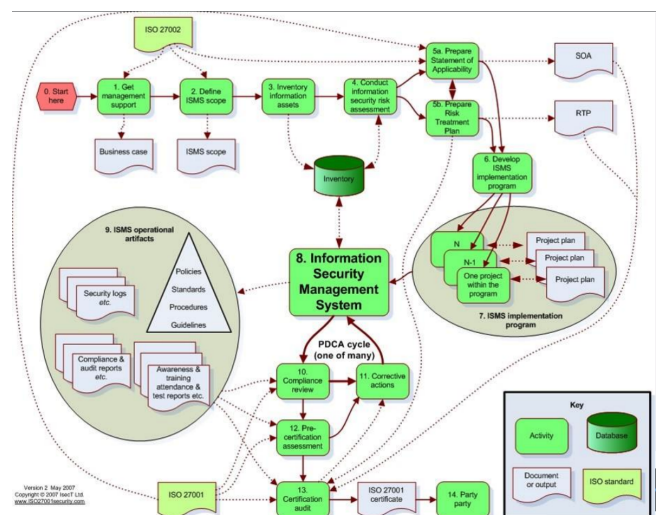 ISO 27002
0. Start
here
1. Get
management
support
2. Define
ISMS scope
3. Inventory
information
assets
4. Conduct
information
security risk
assessment
5a. Prepare
Statement of
Applicability
SOA
5b. Prepare
Risk
Treatment
Plan
RTP
Business case
ISMS scope
Inventory
6. Develop
ISMS
implementation
program
9. ISMS operational
artifacts
Policies
Standards
Procedures
Guidelines
Security logs
etc.
Compliance &
audit reports
etc.
Awareness &
training
attendance &
test reports etc.
8. Information
Security
Management
System
N
N-1
One project
within the
program
Project plan
Project plan
Project plan
7. ISMS implementation
program
PDCA cycle
(one of many)
10.
Compliance
review
11. Corrective
actions
12. Pre-
certification
assessment
ISO 27001
13.
Certification
audit
ISO 27001
certificate
14. Party
party
Key
Activity
Database
Document
or output
ISO standard
Version 2 May 2007
Copyright © 2007 IsecT Ltd.
www.ISO27001security.com